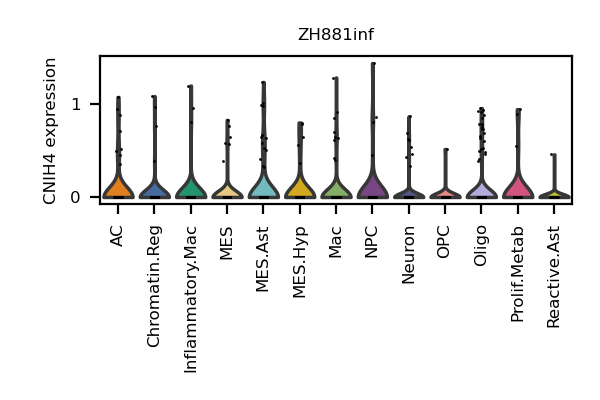 ZH881inf
CNIH4 expression
1
0
AC
Chromatin.Reg
Inflammatory.Mac
MES
MES.Ast
MES.Hyp
Mac
NPC
Neuron
OPC
Oligo
Prolif.Metab
Reactive.Ast